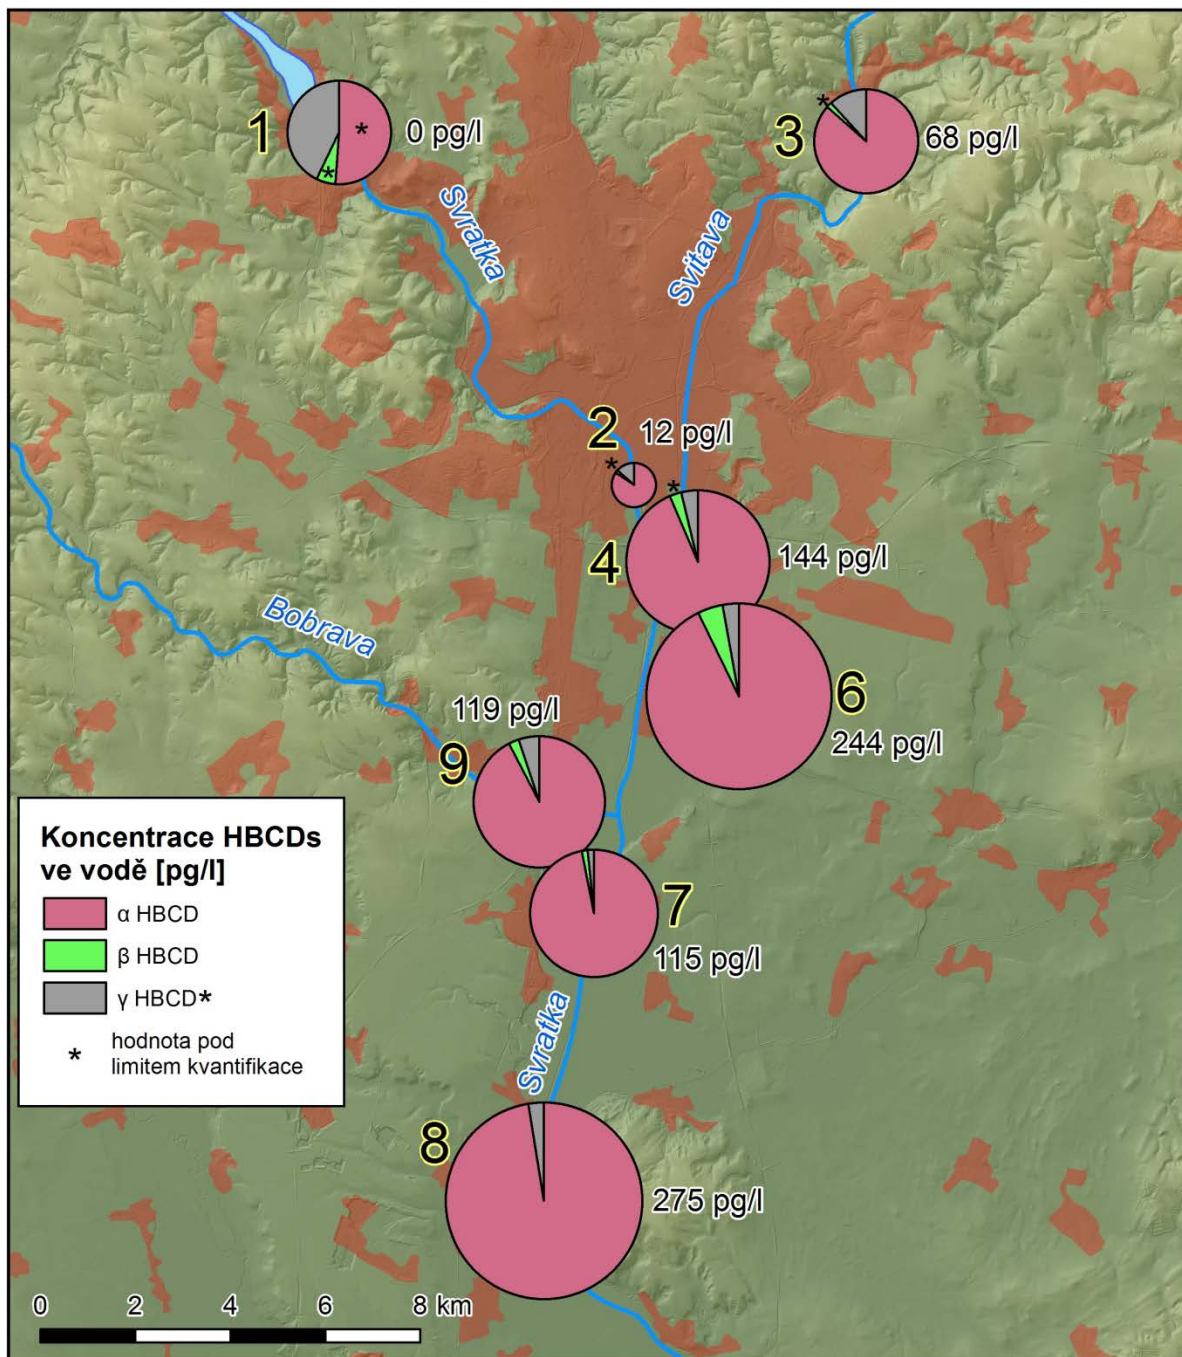 1
*
*
0 pg/l
*
3
68 pg/l
Svratka
Svitava
2
12 pg/l
*
*
4
144 pg/l
Bobrava
6
244 pg/l
119 pg/l
9
7
115 pg/l
Koncentrace HBCDs
ve vodě [pg/l]
α HBCD
β HBCD
γ HBCD*
* hodnota pod
limitem kvantifikace
Svratka
8
275 pg/l
0 2 4 6 8 km